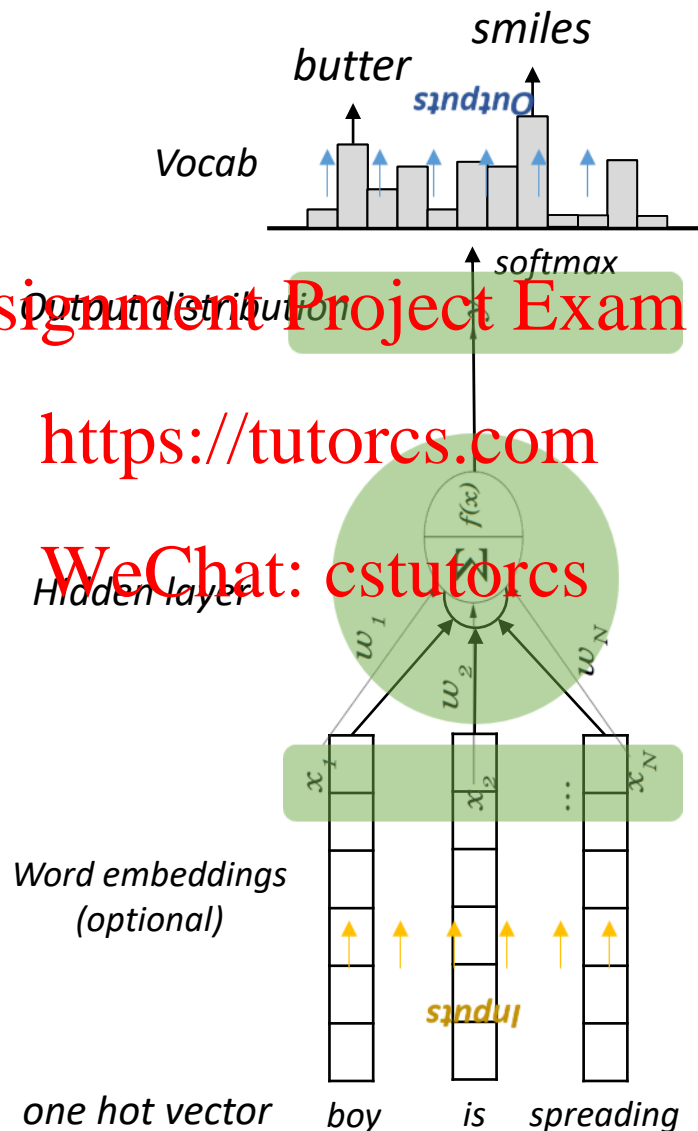 smiles
butter
Outputs
Vocab
softmax
signment Project Exam
Output distribution
y
https://tutorcs.com
f(x)
Σ
WeChat: cstutorcs
Hidden layer
w1
w2
wN
x1
x2
...
xN
Word embeddings
(optional)
Inputs
one hot vector boy is spreading